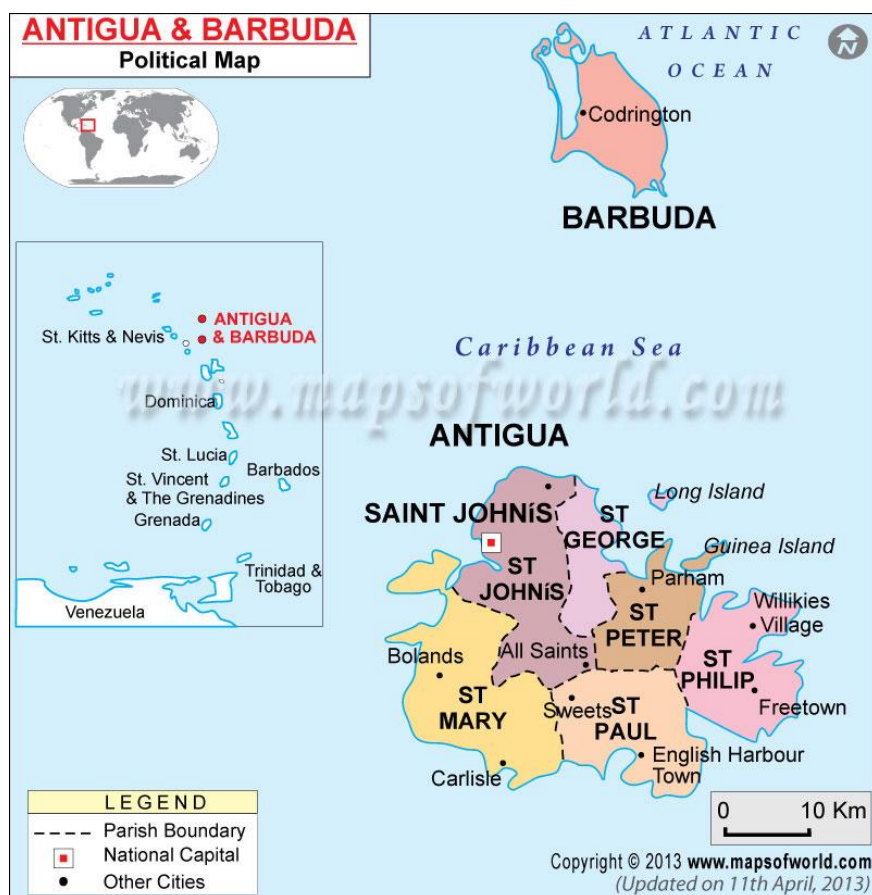 ANTIGUA & BARBUDA
Political Map
ATLANTIC
OCEAN
N
Codrington
BARBUDA
ANTIGUA
& BARBUDA
St. Kitts & Nevis
Dominica
St. Lucia
St. Vincent
& The Grenadines
Barbados
Grenada
Trinidad &
Tobago
Venezuela
Caribbean Sea
www.mapsofworld.com
ANTIGUA
Long Island
SAINT JOHNíS
ST
GEORGE
Guinea Island
ST
JOHNíS
Parham
Willikies
Village
ST
PETER
All Saints
Bolands
ST
PHILIP
ST
MARY
Sweets
ST
PAUL
Freetown
English Harbour
Town
Carlisle
LEGEND
Parish Boundary
National Capital
Other Cities
0 10 Km
Copyright © 2013 www.mapsofworld.com
(Updated on 11th April, 2013)